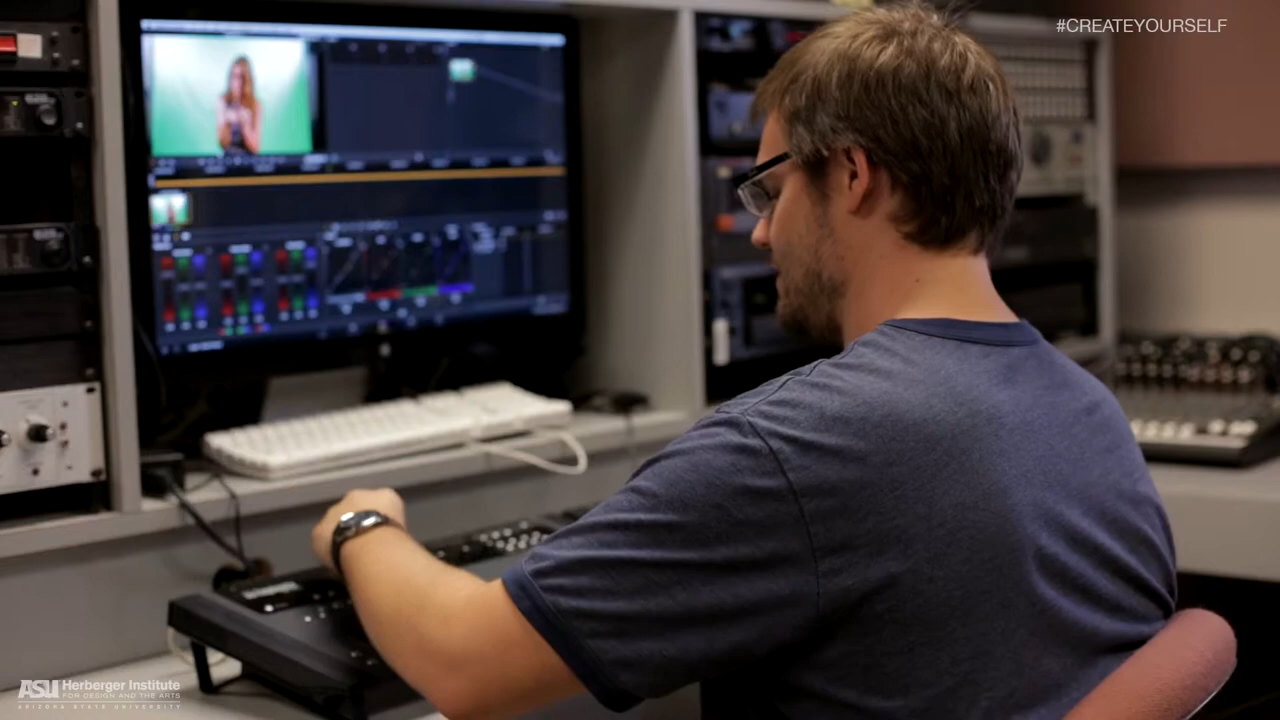 #CREATEYOURSELF
ASU Herberger Institute
FOR DESIGN AND THE ARTS
ARIZONA STATE UNIVERSITY